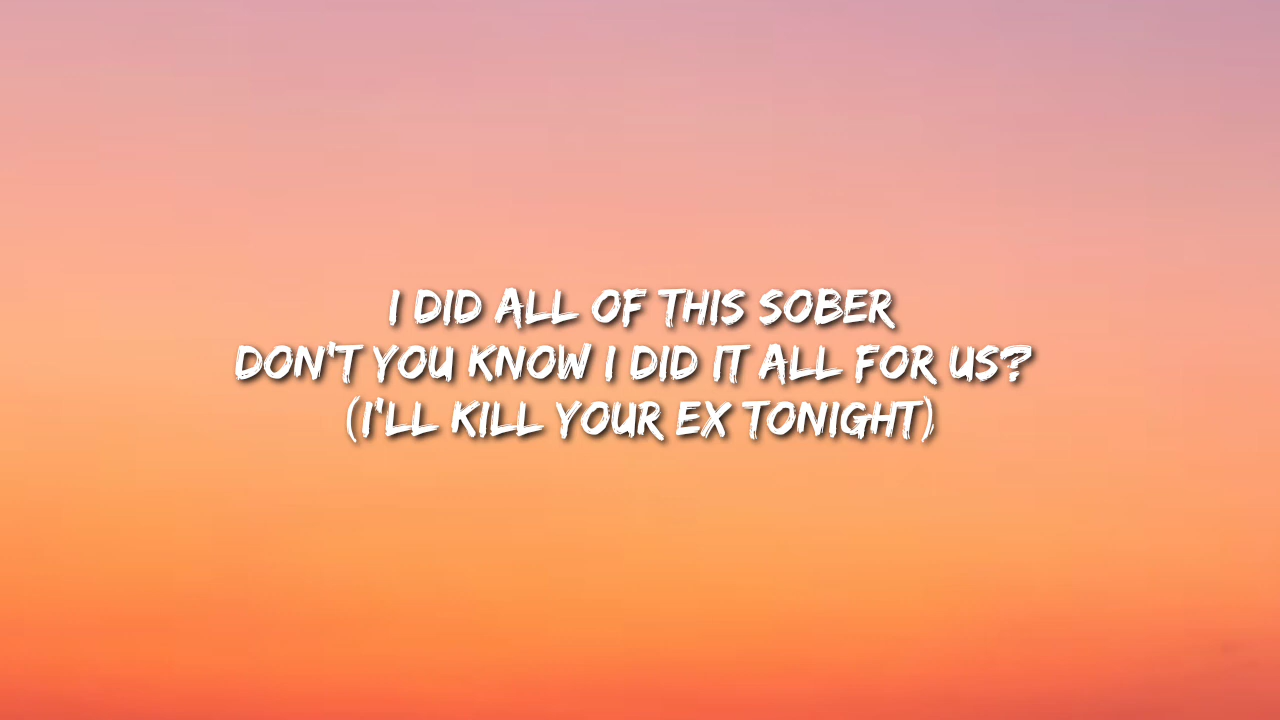 I DID ALL OF THIS SOBER
DON'T YOU KNOW I DID IT ALL FOR US?
(I'LL KILL YOUR EX TONIGHT)